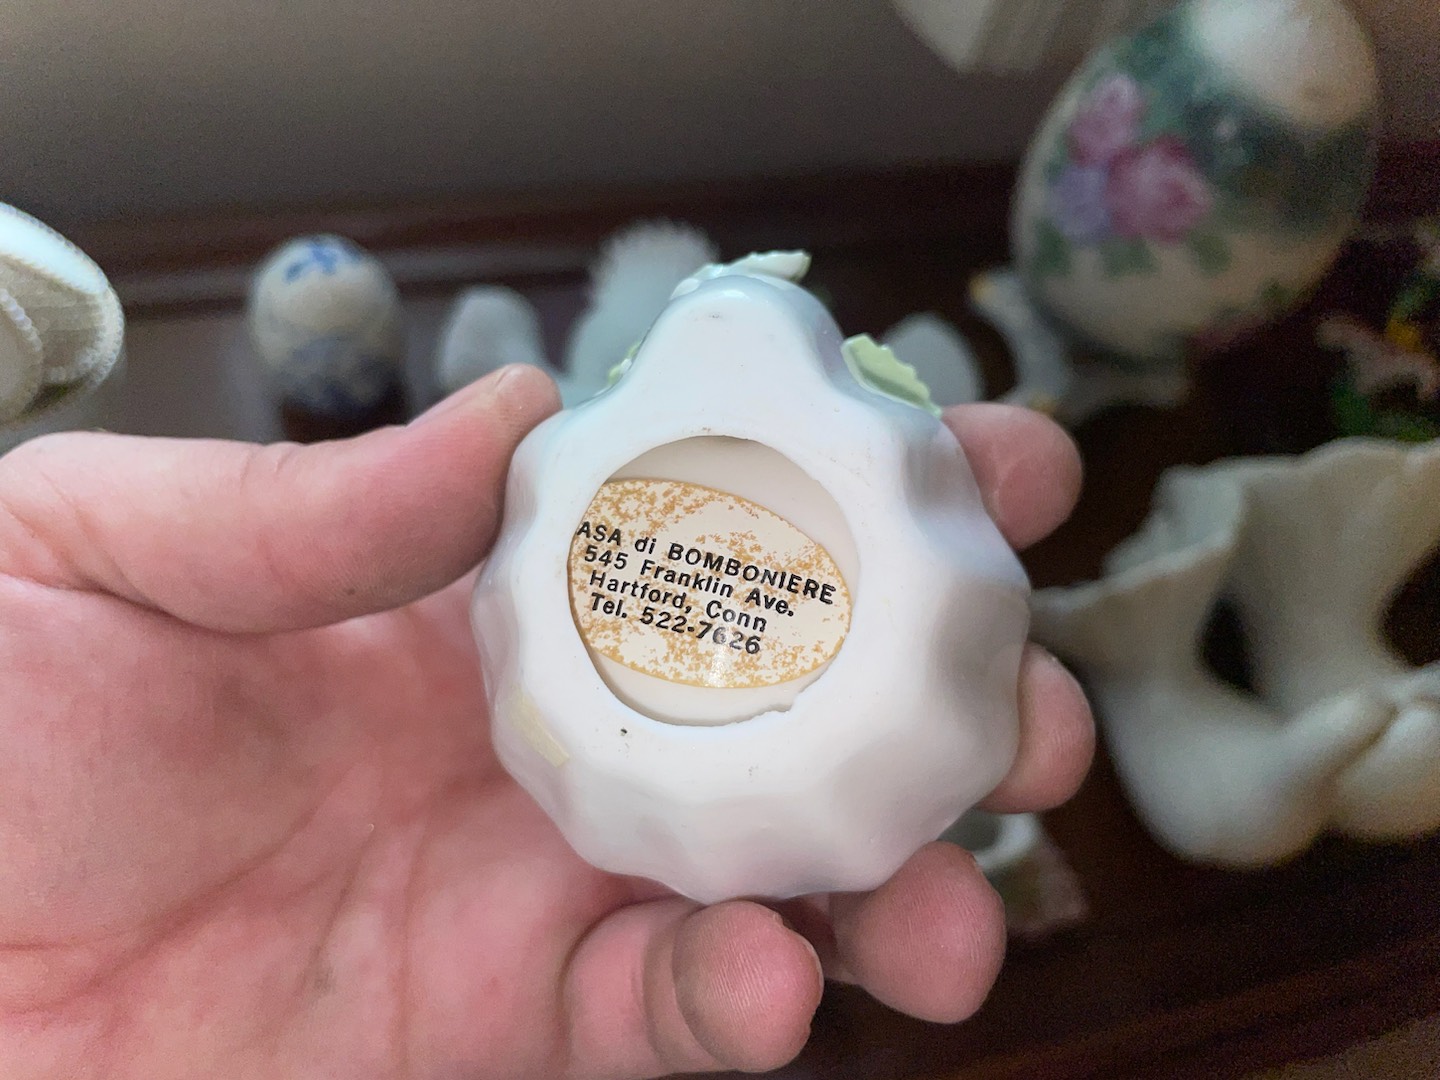 ASA di BOMBONIERE
545 Franklin Ave.
Hartford, Conn
Tel. 522-7626